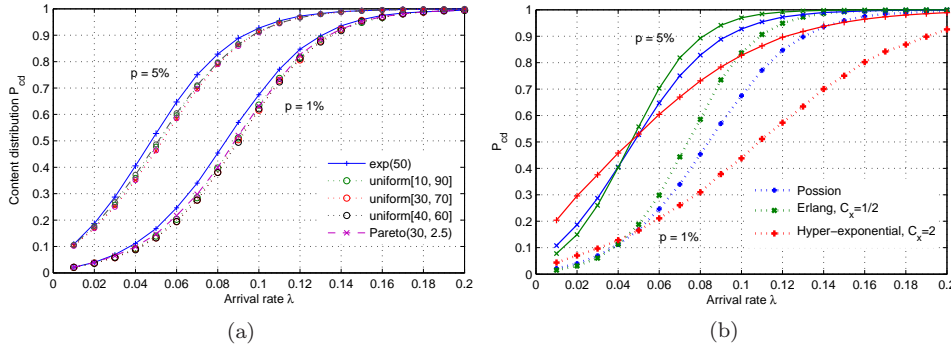 1
0.9
0.8
0.7
0.6
0.5
0.4
0.3
0.2
0.1
0
Content distribution P_cd
p = 5%
p = 1%
exp(50)
uniform[10, 90]
uniform[30, 70]
uniform[40, 60]
Pareto(30, 2.5)
0 0.02 0.04 0.06 0.08 0.1 0.12 0.14 0.16 0.18 0.20
Arrival rate λ
(a)
1
0.9
0.8
0.7
0.6
0.5
0.4
0.3
0.2
0.1
0
P_cd
p = 5%
p = 1%
Possion
Erlang, C_x=1/2
Hyper−exponential, C_x=2
0 0.02 0.04 0.06 0.08 0.1 0.12 0.14 0.16 0.18 0.2
Arrival rate λ
(b)